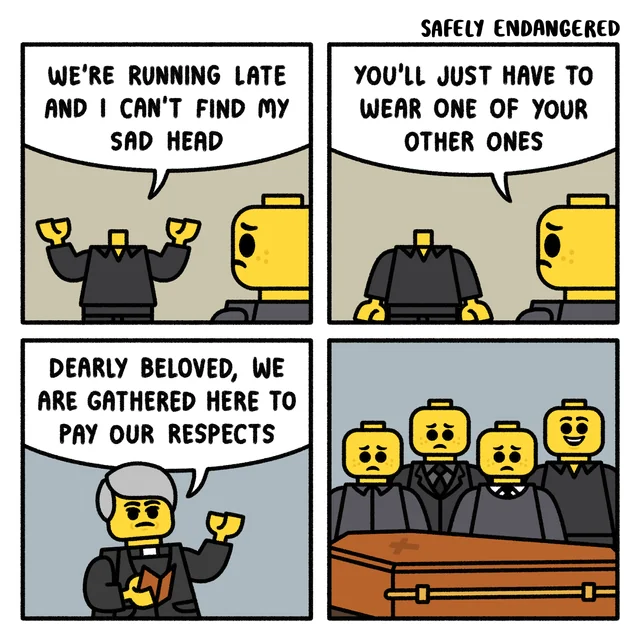 SAFELY ENDANGERED
WE'RE RUNNING LATE
AND I CAN'T FIND MY
SAD HEAD
YOU'LL JUST HAVE TO
WEAR ONE OF YOUR
OTHER ONES
DEARLY BELOVED, WE
ARE GATHERED HERE TO
PAY OUR RESPECTS